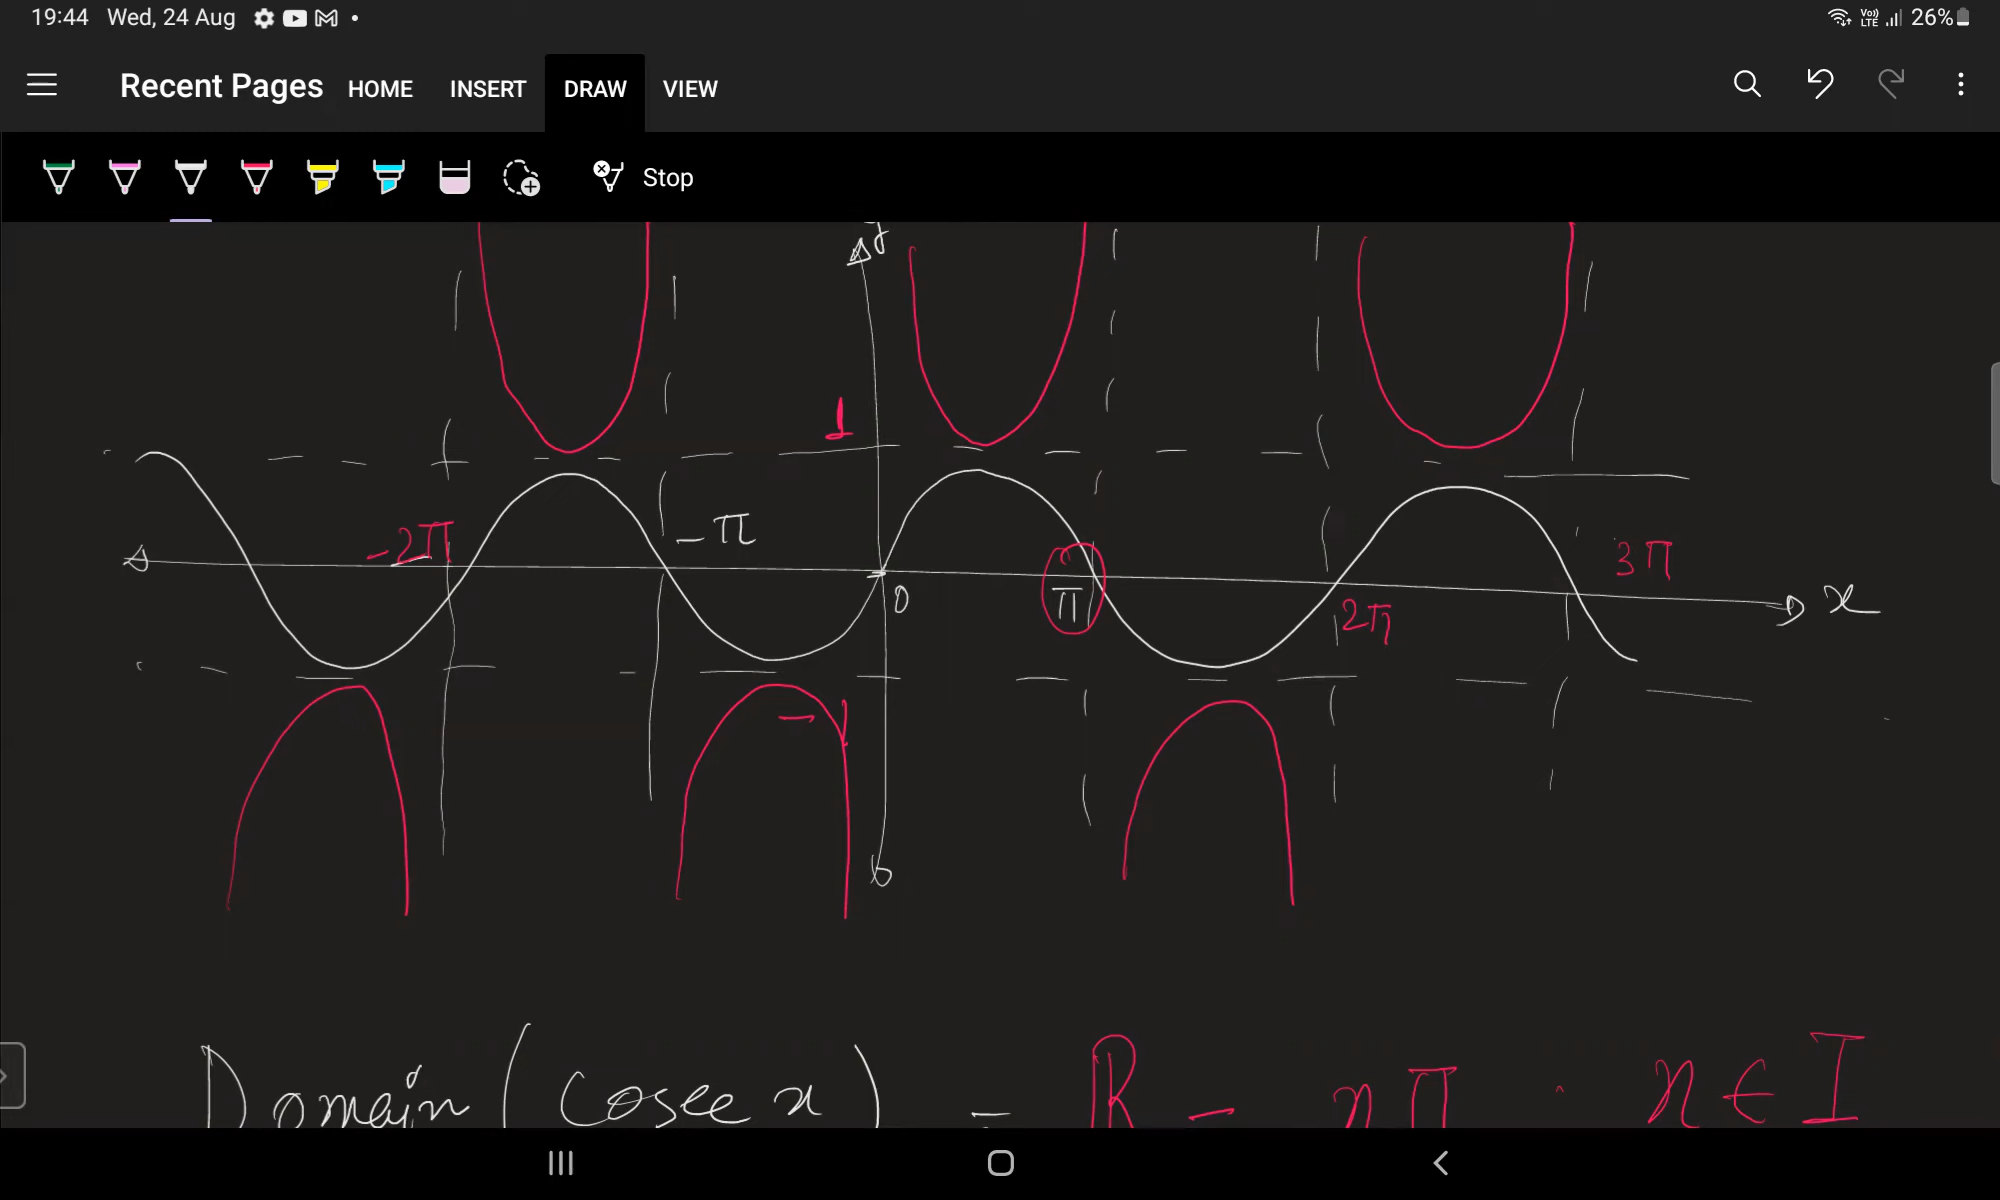 19:44 Wed, 24 Aug 26%
Recent Pages HOME INSERT DRAW VIEW
Stop
y
1
-2π -π 3π
0 π 2π x
-1
Domain (Cosec x) = R - nπ . n ∈ I